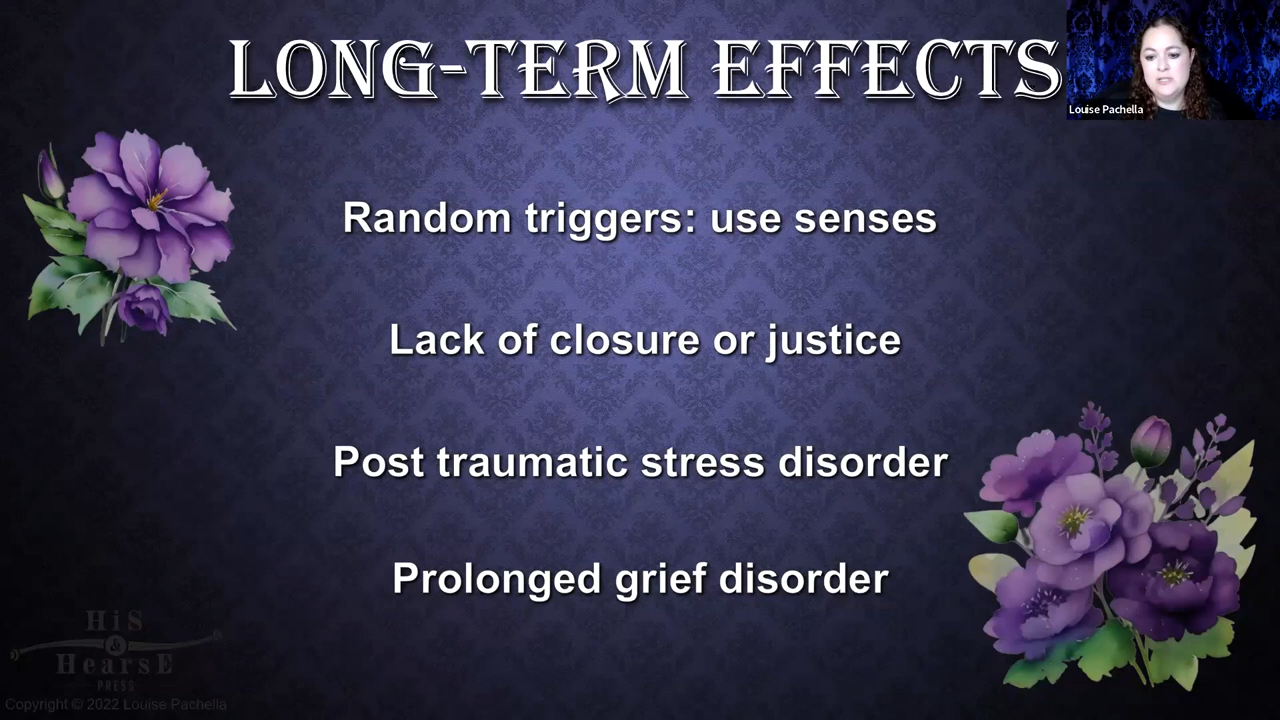 LONG-TERM EFFECTS
Louise Pachella
Random triggers: use senses
Lack of closure or justice
Post traumatic stress disorder
Prolonged grief disorder
HiS
&
HearsE
PRESS
Copyright © 2022 Louise Pachella